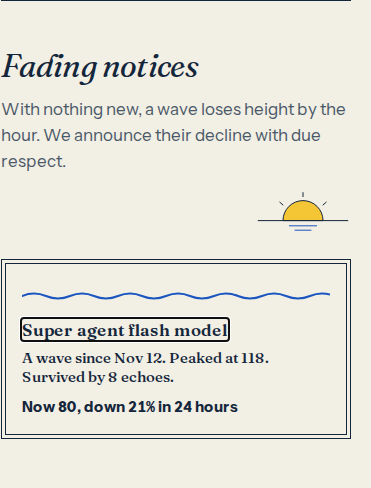 Fading notices
With nothing new, a wave loses height by the
hour. We announce their decline with due
respect.
Super agent flash model
A wave since Nov 12. Peaked at 118.
Survived by 8 echoes.
Now 80, down 21% in 24 hours